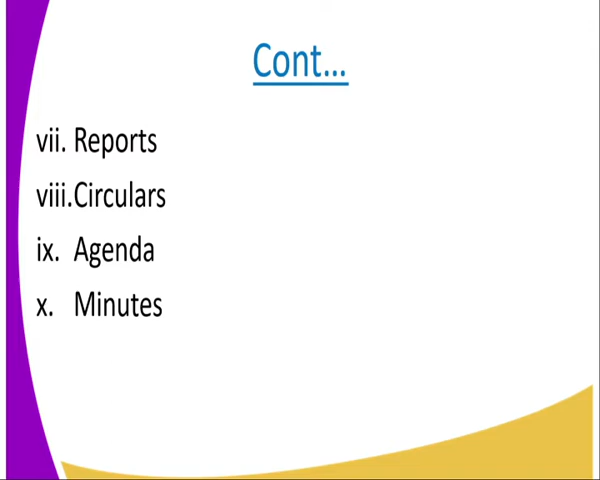 Cont...
vii. Reports
viii.Circulars
ix. Agenda
x. Minutes